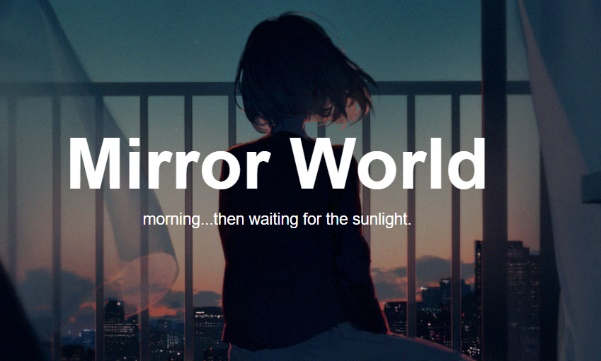 Mirror World
morning...then waiting for the sunlight.